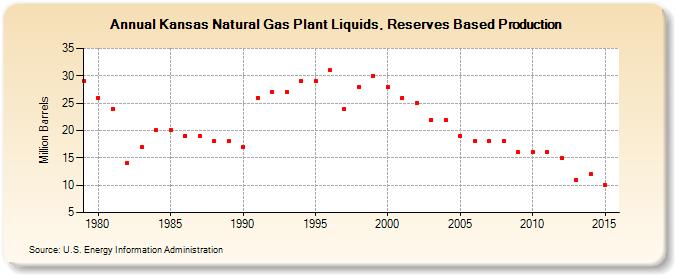 Annual Kansas Natural Gas Plant Liquids, Reserves Based Production
Million Barrels
35
30
25
20
15
10
5
1980 1985 1990 1995 2000 2005 2010 2015
Source: U.S. Energy Information Administration